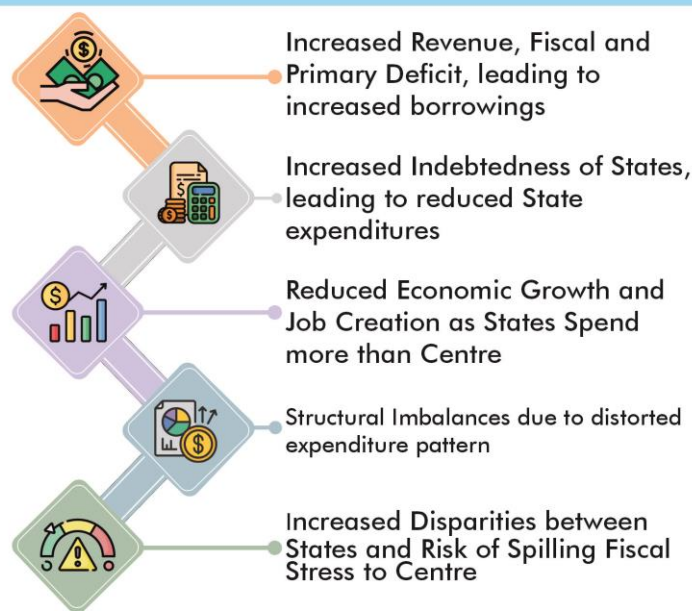 Increased Revenue, Fiscal and
Primary Deficit, leading to
increased borrowings
Increased Indebtedness of States,
leading to reduced State
expenditures
Reduced Economic Growth and
Job Creation as States Spend
more than Centre
Structural Imbalances due to distorted
expenditure pattern
Increased Disparities between
States and Risk of Spilling Fiscal
Stress to Centre